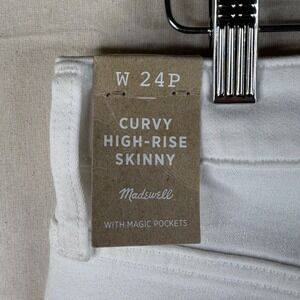 W 24P
CURVY
HIGH-RISE
SKINNY
Madewell
WITH MAGIC POCKETS